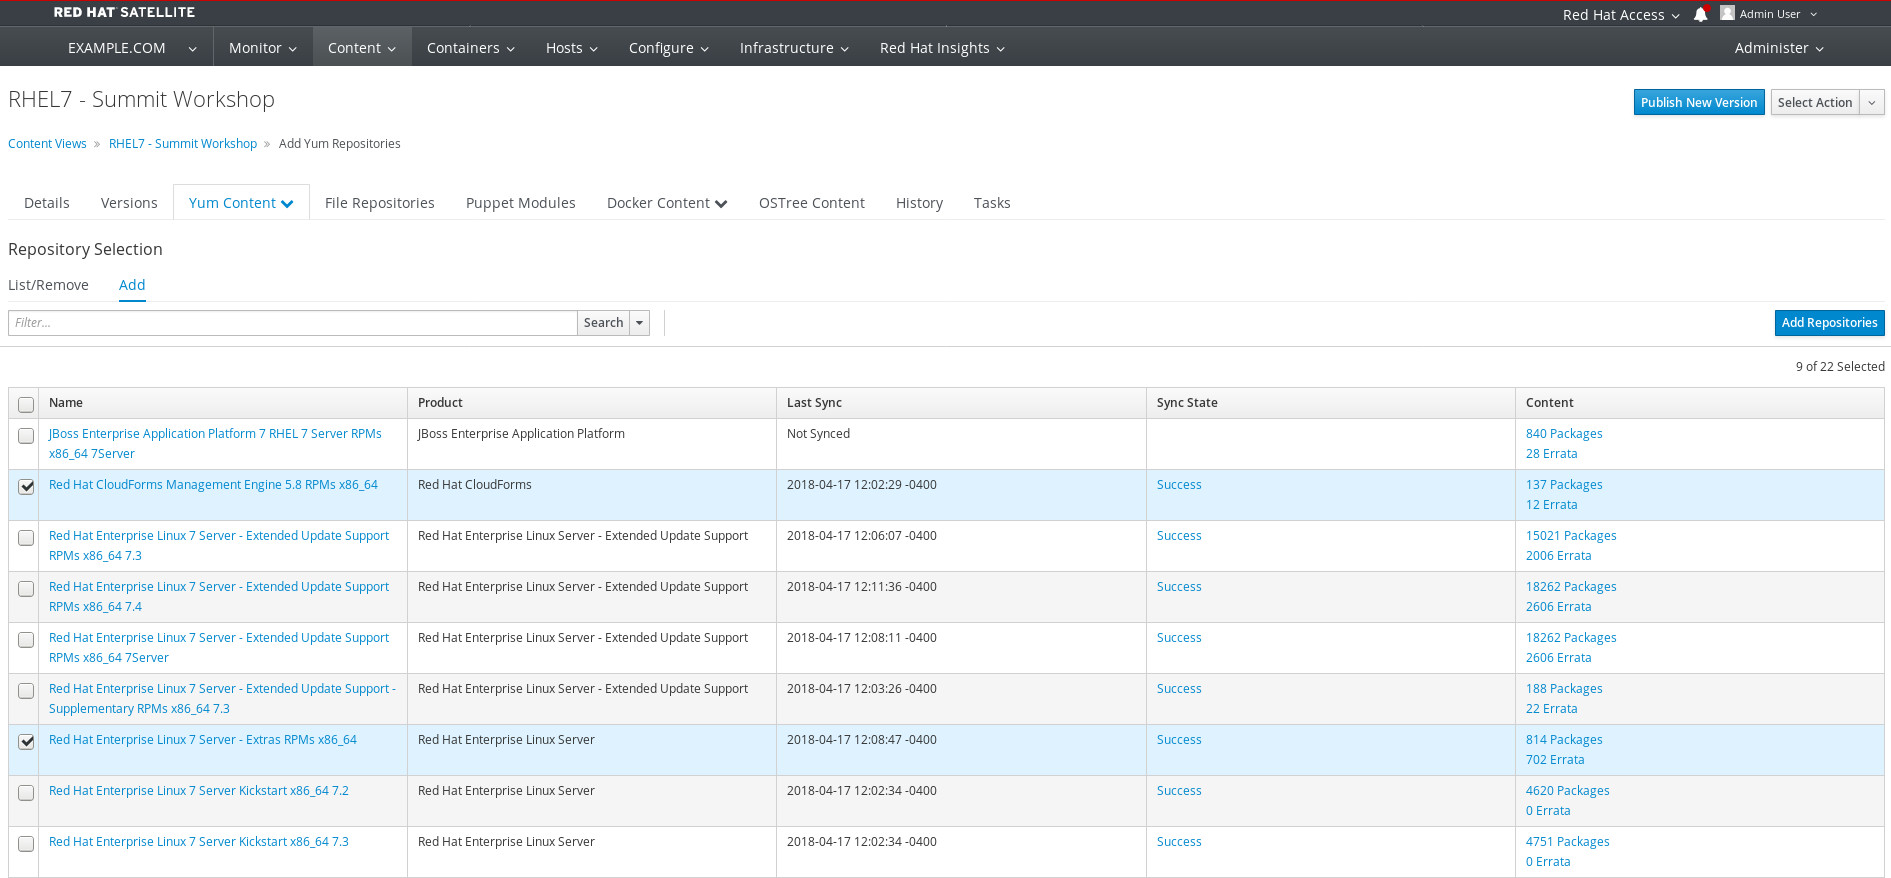 RED HAT SATELLITE
Red Hat Access
Admin User
EXAMPLE.COM Monitor Content Containers Hosts Configure Infrastructure Red Hat Insights Administer
RHEL7 - Summit Workshop
Publish New Version Select Action
Content Views » RHEL7 - Summit Workshop » Add Yum Repositories
Details Versions Yum Content File Repositories Puppet Modules Docker Content OSTree Content History Tasks
Repository Selection
List/Remove Add
Filter... Search Add Repositories
9 of 22 Selected
Name Product Last Sync Sync State Content
JBoss Enterprise Application Platform 7 RHEL 7 Server RPMs JBoss Enterprise Application Platform Not Synced 840 Packages
x86_64 7Server 28 Errata
Red Hat CloudForms Management Engine 5.8 RPMs x86_64 Red Hat CloudForms 2018-04-17 12:02:29 -0400 Success 137 Packages
12 Errata
Red Hat Enterprise Linux 7 Server - Extended Update Support Red Hat Enterprise Linux Server - Extended Update Support 2018-04-17 12:06:07 -0400 Success 15021 Packages
RPMs x86_64 7.3 2006 Errata
Red Hat Enterprise Linux 7 Server - Extended Update Support Red Hat Enterprise Linux Server - Extended Update Support 2018-04-17 12:11:36 -0400 Success 18262 Packages
RPMs x86_64 7.4 2606 Errata
Red Hat Enterprise Linux 7 Server - Extended Update Support Red Hat Enterprise Linux Server - Extended Update Support 2018-04-17 12:08:11 -0400 Success 18262 Packages
RPMs x86_64 7Server 2606 Errata
Red Hat Enterprise Linux 7 Server - Extended Update Support - Red Hat Enterprise Linux Server - Extended Update Support 2018-04-17 12:03:26 -0400 Success 188 Packages
Supplementary RPMs x86_64 7.3 22 Errata
Red Hat Enterprise Linux 7 Server - Extras RPMs x86_64 Red Hat Enterprise Linux Server 2018-04-17 12:08:47 -0400 Success 814 Packages
702 Errata
Red Hat Enterprise Linux 7 Server Kickstart x86_64 7.2 Red Hat Enterprise Linux Server 2018-04-17 12:02:34 -0400 Success 4620 Packages
0 Errata
Red Hat Enterprise Linux 7 Server Kickstart x86_64 7.3 Red Hat Enterprise Linux Server 2018-04-17 12:02:34 -0400 Success 4751 Packages
0 Errata